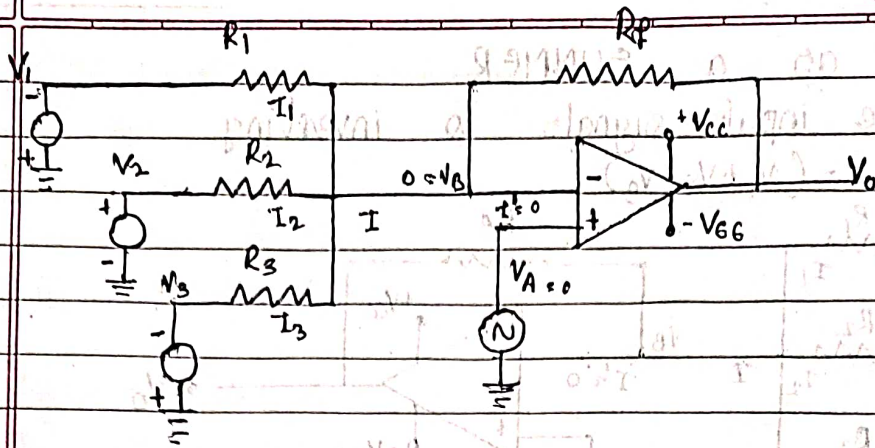 R1 Rf
V1 - I1 +VCC
+ V2 R2 0=VB - Vo
+ I2 I I'=0 + -VGG
- R3 VA=0
V3 I3
-
+